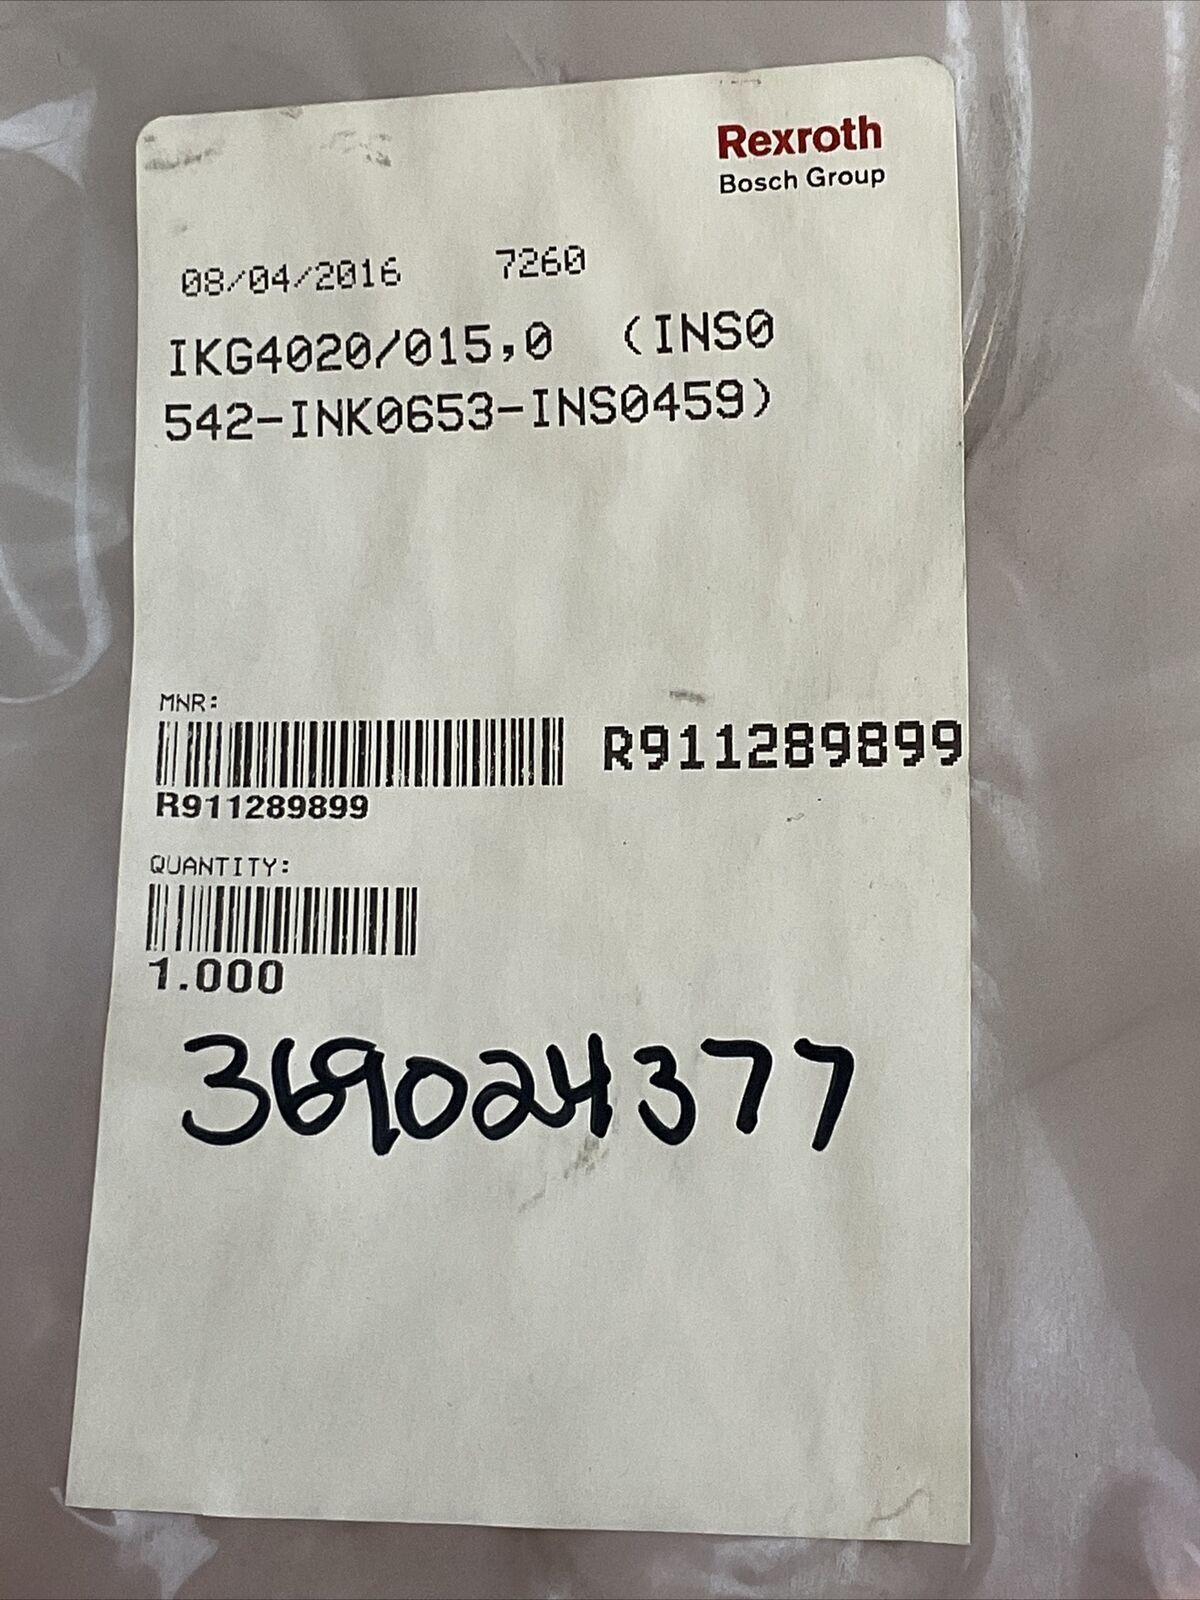 Rexroth
Bosch Group
08/04/2016 7260
IKG4020/015,0 (INS0
542-INK0653-INS0459)
MNR:
R911289899
R911289899
QUANTITY:
1.000
369024377